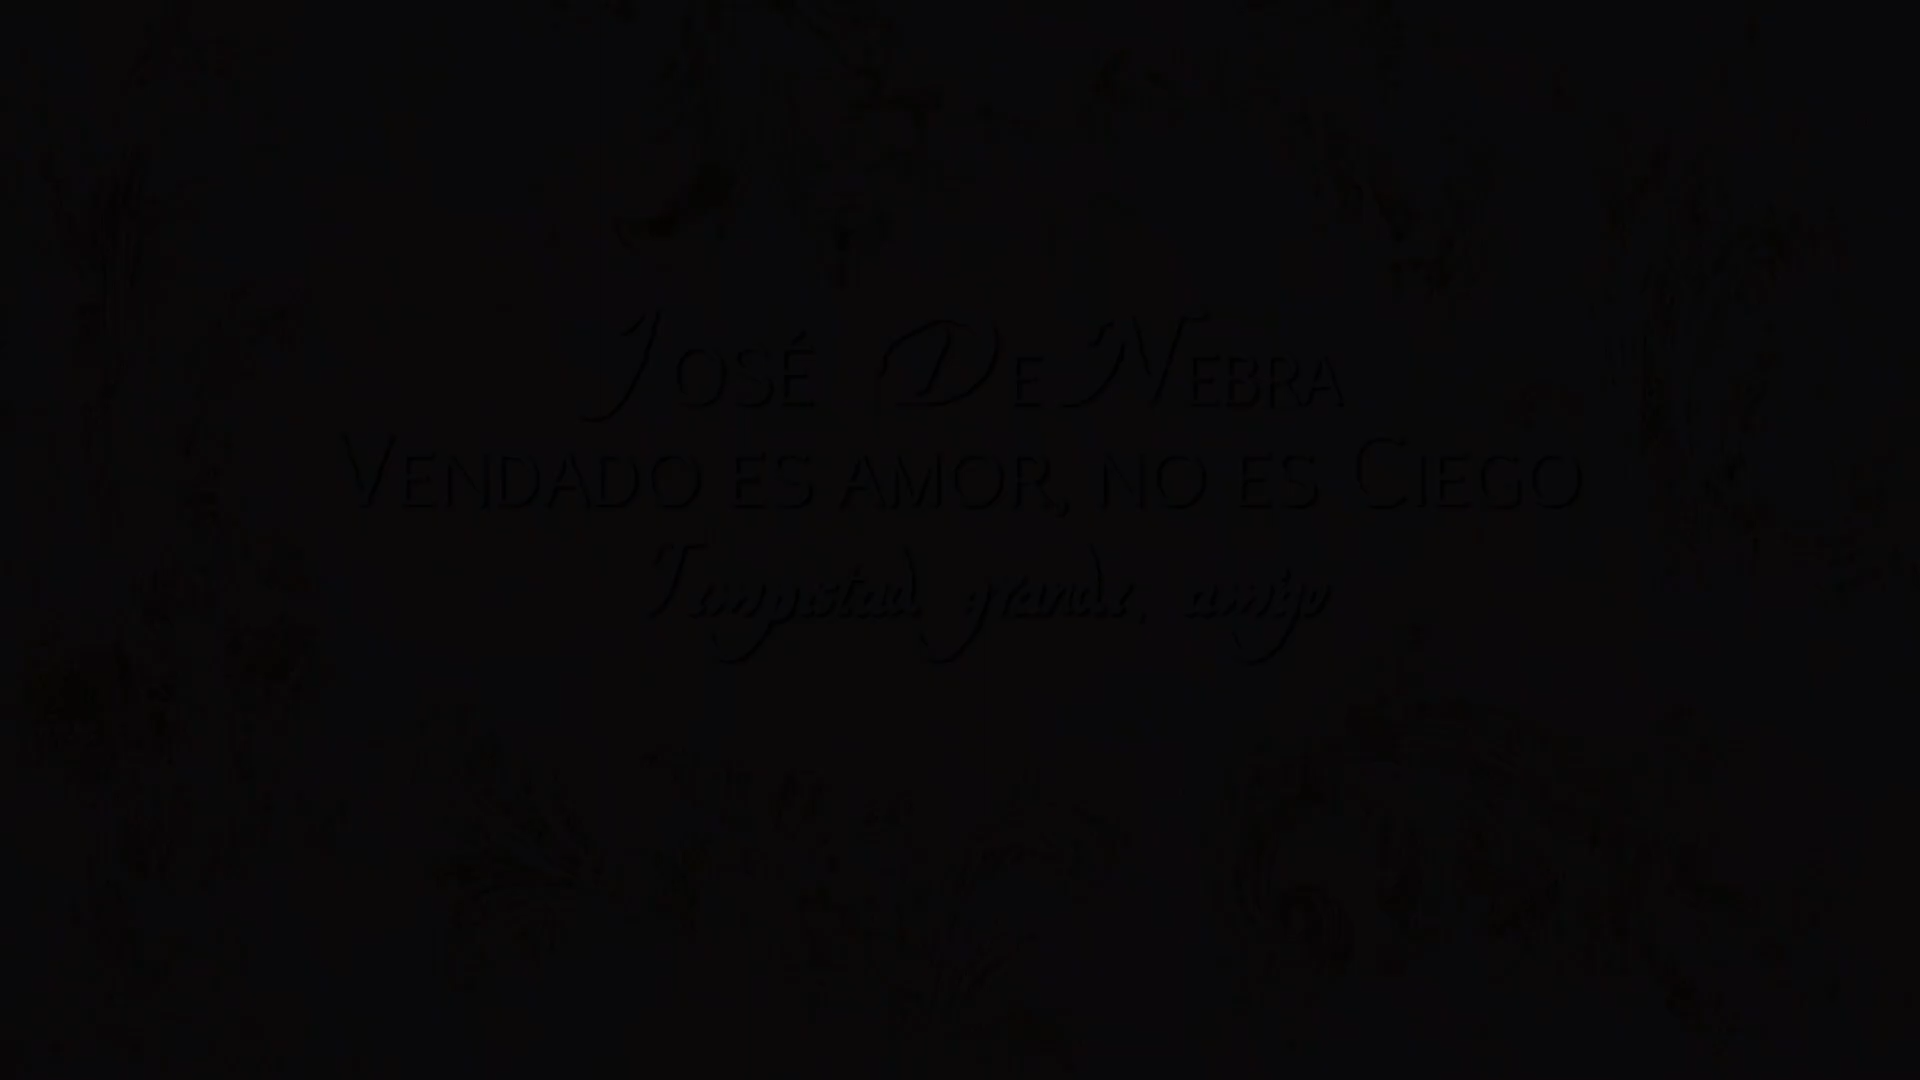 José De Nebra
Vendado es amor, no es Ciego
Tempestad grande, amigo